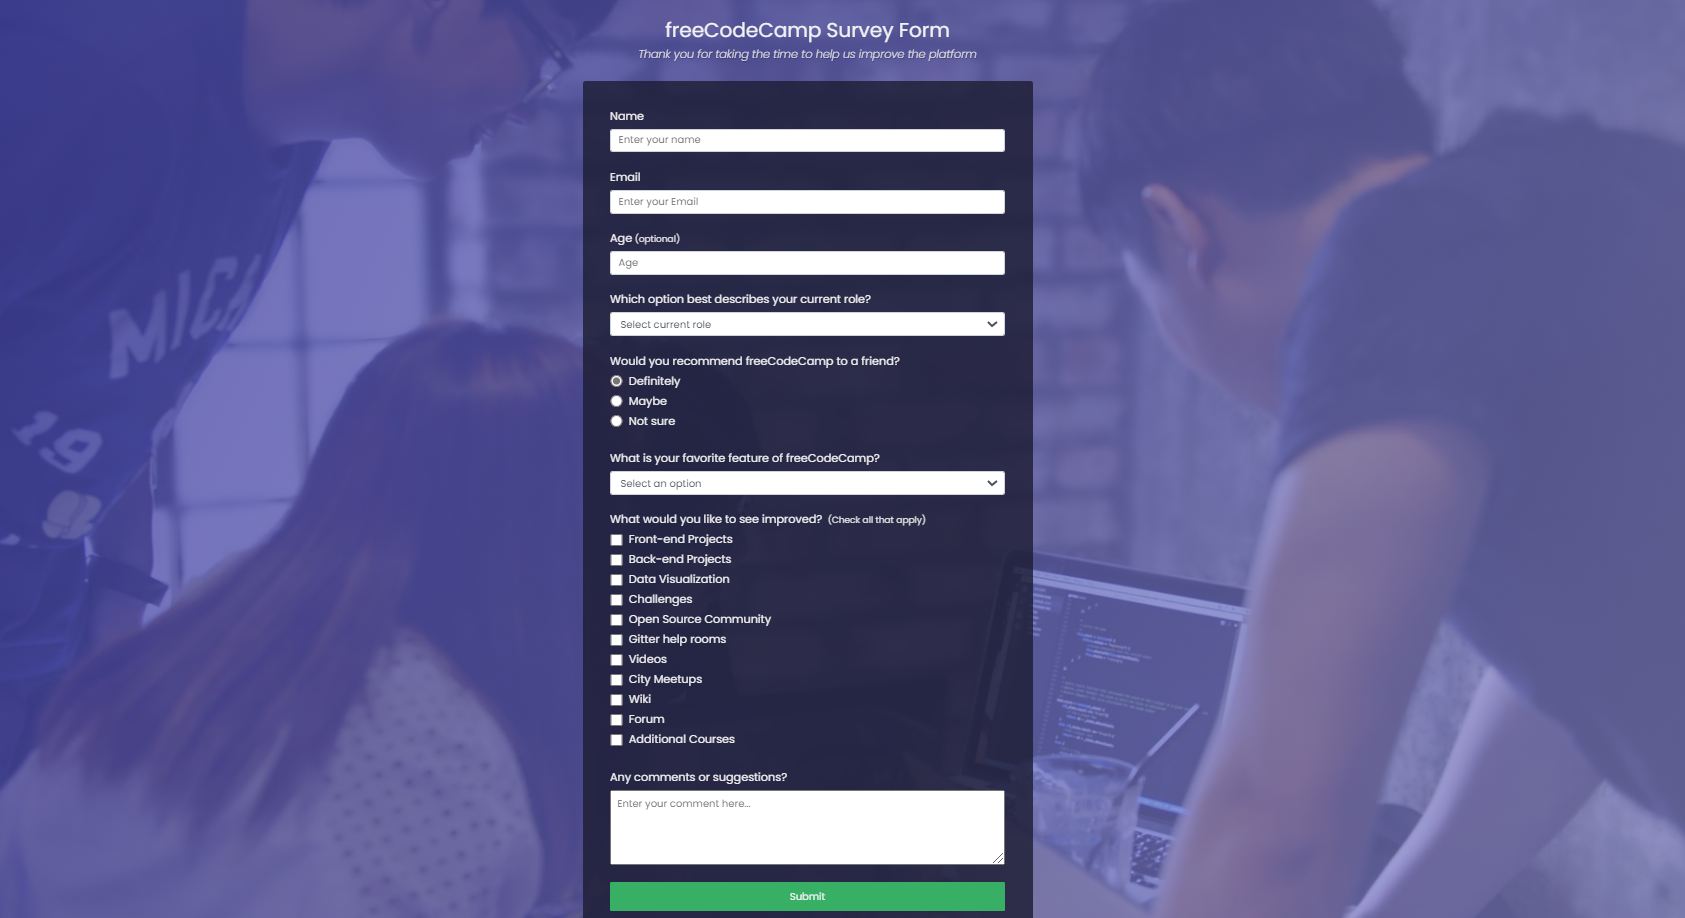 freeCodeCamp Survey Form
Thank you for taking the time to help us improve the platform
Name
Enter your name
Email
Enter your Email
Age (optional)
Age
Which option best describes your current role?
Select current role
Would you recommend freeCodeCamp to a friend?
Definitely
Maybe
Not sure
What is your favorite feature of freeCodeCamp?
Select an option
What would you like to see improved? (Check all that apply)
Front-end Projects
Back-end Projects
Data Visualization
Challenges
Open Source Community
Gitter help rooms
Videos
City Meetups
Wiki
Forum
Additional Courses
Any comments or suggestions?
Enter your comment here...
Submit
MICH
19